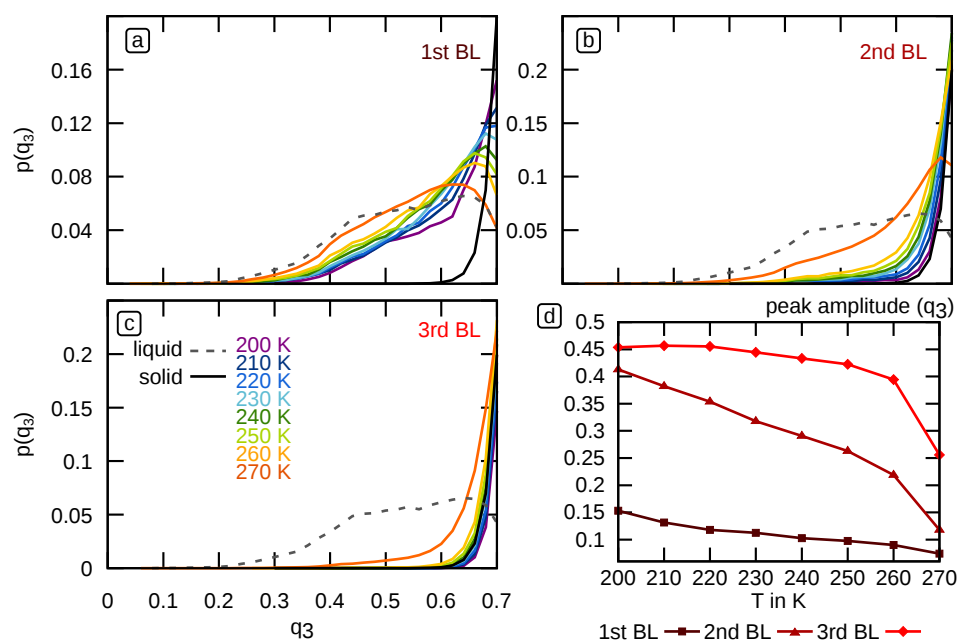 a
1st BL
p(q3)
0.16
0.12
0.08
0.04
b
2nd BL
0.2
0.15
0.1
0.05
c
3rd BL
p(q3)
0.2
0.15
0.1
0.05
0
liquid
solid
200 K
210 K
220 K
230 K
240 K
250 K
260 K
270 K
0 0.1 0.2 0.3 0.4 0.5 0.6 0.7
q3
d
peak amplitude (q3)
0.5
0.45
0.4
0.35
0.3
0.25
0.2
0.15
0.1
200 210 220 230 240 250 260 270
T in K
1st BL 2nd BL 3rd BL